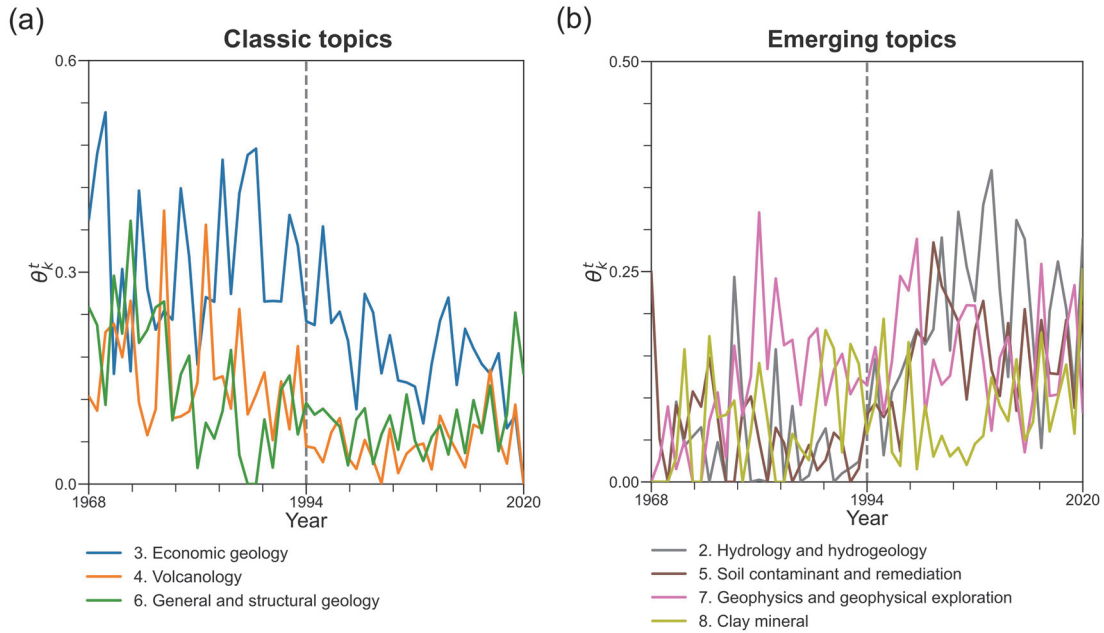 (a)
Classic topics
0.6
0.3
0.0
θₖᵗ
1968
1994
2020
Year
3. Economic geology
4. Volcanology
6. General and structural geology
(b)
Emerging topics
0.50
0.25
0.00
θₖᵗ
1968
1994
2020
Year
2. Hydrology and hydrogeology
5. Soil contaminant and remediation
7. Geophysics and geophysical exploration
8. Clay mineral